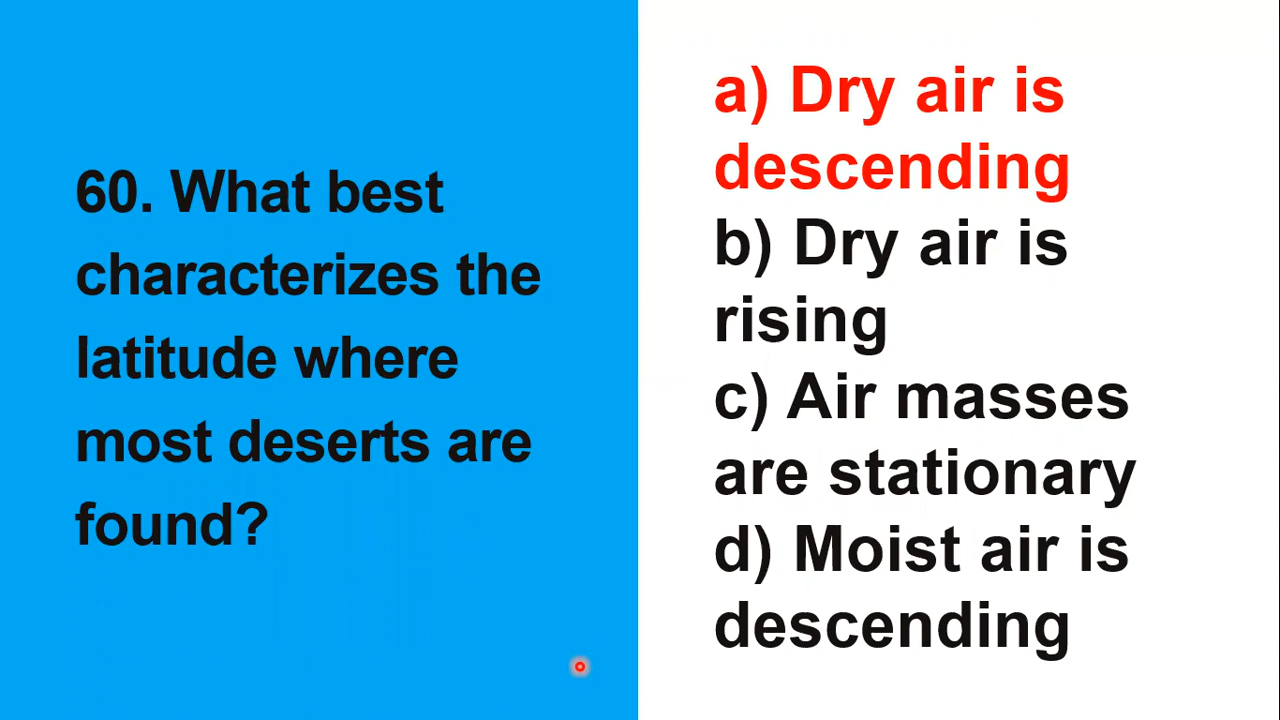 60. What best
characterizes the
latitude where
most deserts are
found?
a) Dry air is
descending
b) Dry air is
rising
c) Air masses
are stationary
d) Moist air is
descending